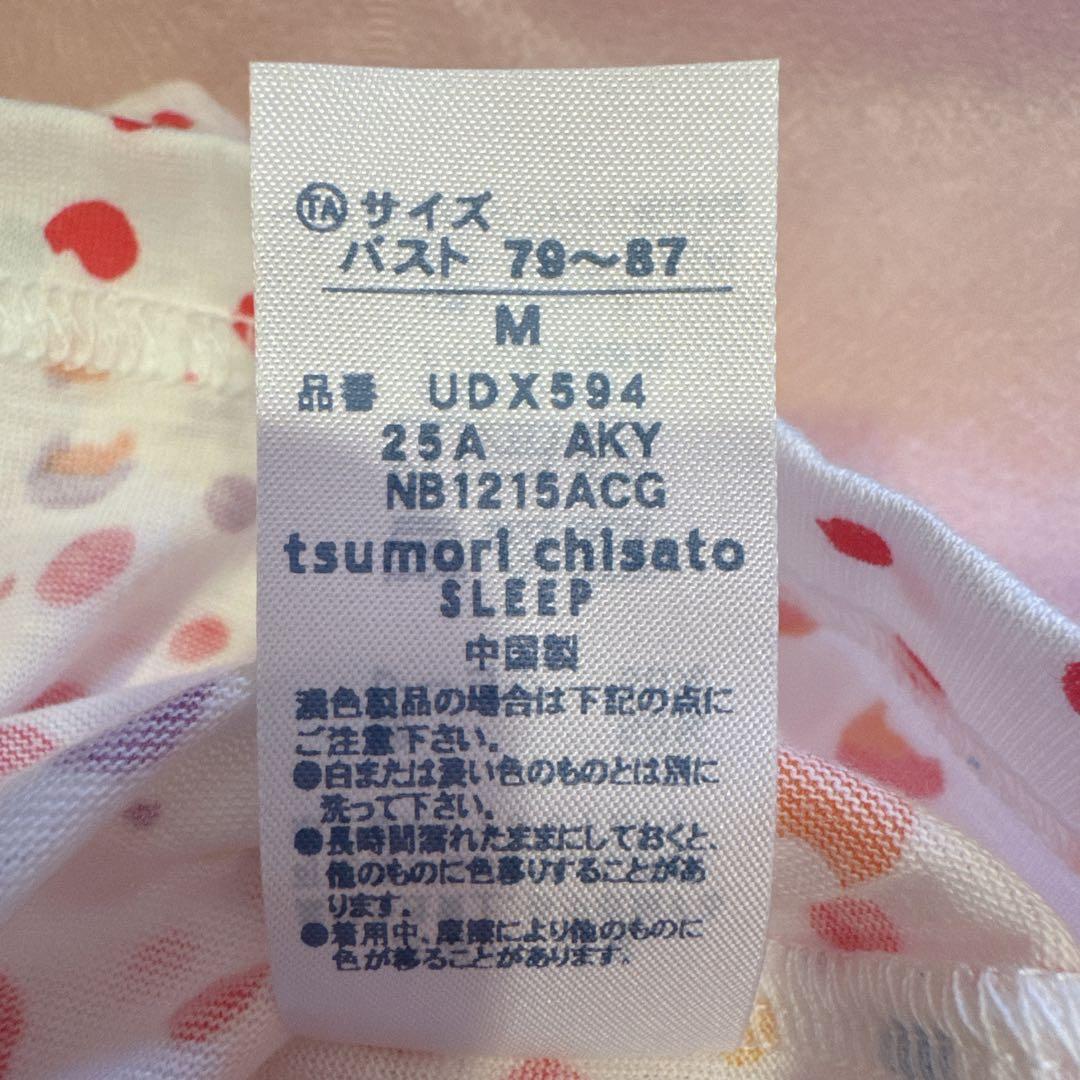 TA サイズ
バスト 79〜87
M
品番 UDX594
25A AKY
NB1215ACG
tsumori chisato
SLEEP
中国製
濃色製品の場合は下記の点に
ご注意下さい。
●白または濃い色のものとは別に
洗って下さい。
●長時間濡れたままにしておくと、
他のものに色移りすることがあ
ります。
●着用中、摩擦により他のものに
色が移ることがあります。